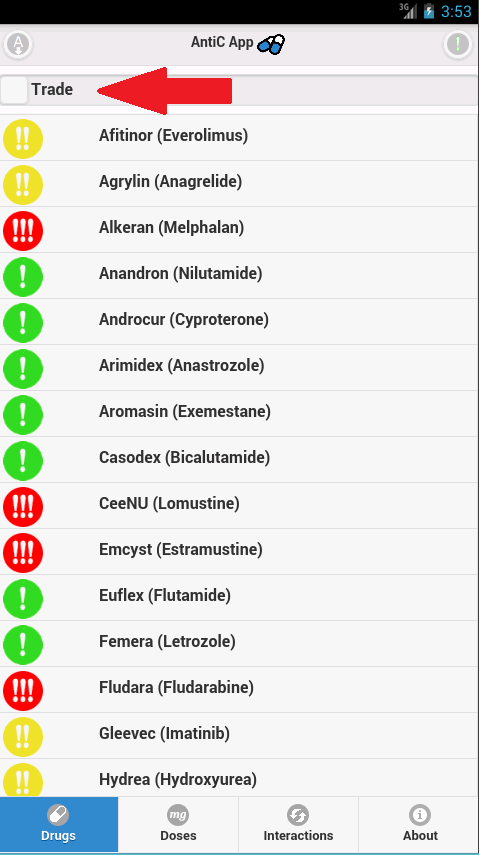 3G 3:53
A AntiC App !
Trade
!! Afitinor (Everolimus)
!! Agrylin (Anagrelide)
!!! Alkeran (Melphalan)
! Anandron (Nilutamide)
! Androcur (Cyproterone)
! Arimidex (Anastrozole)
! Aromasin (Exemestane)
! Casodex (Bicalutamide)
!!! CeeNU (Lomustine)
!!! Emcyst (Estramustine)
! Euflex (Flutamide)
! Femera (Letrozole)
!!! Fludara (Fludarabine)
!! Gleevec (Imatinib)
!! Hydrea (Hydroxyurea)
mg i
Drugs Doses Interactions About